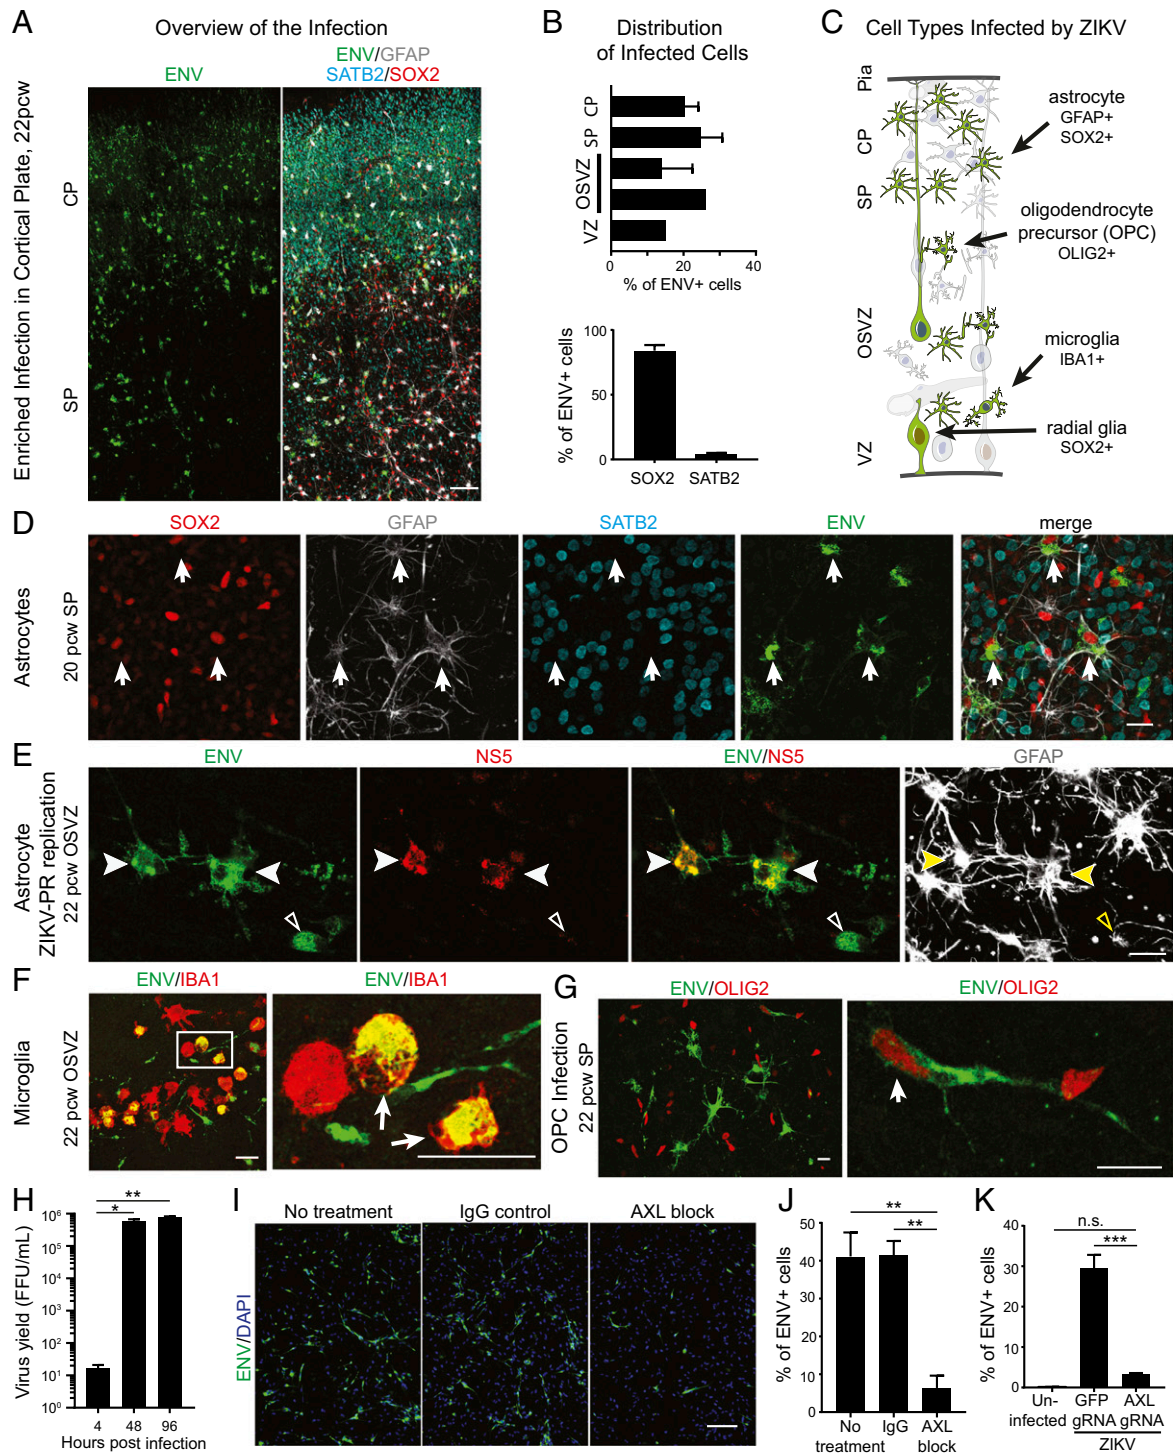 A
Overview of the Infection
ENV
ENV/GFAP
SATB2/SOX2
Enriched Infection in Cortical Plate, 22pcw
CP
SP
B
Distribution
of Infected Cells
CP
SP
OSVZ
VZ
0
20
40
% of ENV+ cells
100
50
0
% of ENV+ cells
SOX2
SATB2
C
Cell Types Infected by ZIKV
Pia
CP
SP
OSVZ
VZ
astrocyte
GFAP+
SOX2+
oligodendrocyte
precursor (OPC)
OLIG2+
microglia
IBA1+
radial glia
SOX2+
D
SOX2
GFAP
SATB2
ENV
merge
Astrocytes
20 pcw SP
E
ENV
NS5
ENV/NS5
GFAP
Astrocyte
ZIKV-PR replication
22 pcw OSVZ
F
ENV/IBA1
ENV/IBA1
Microglia
22 pcw OSVZ
G
ENV/OLIG2
ENV/OLIG2
OPC Infection
22 pcw SP
H
**
*
10⁶
10⁵
10⁴
10³
10²
10¹
10⁰
Virus yield (FFU/mL)
4
48
96
Hours post infection
I
No treatment
IgG control
AXL block
ENV/DAPI
J
**
**
50
40
30
20
10
0
% of ENV+ cells
No
treatment
IgG
AXL
block
K
n.s.
***
40
30
20
10
0
% of ENV+ cells
Un-
infected
GFP
gRNA
AXL
gRNA
ZIKV